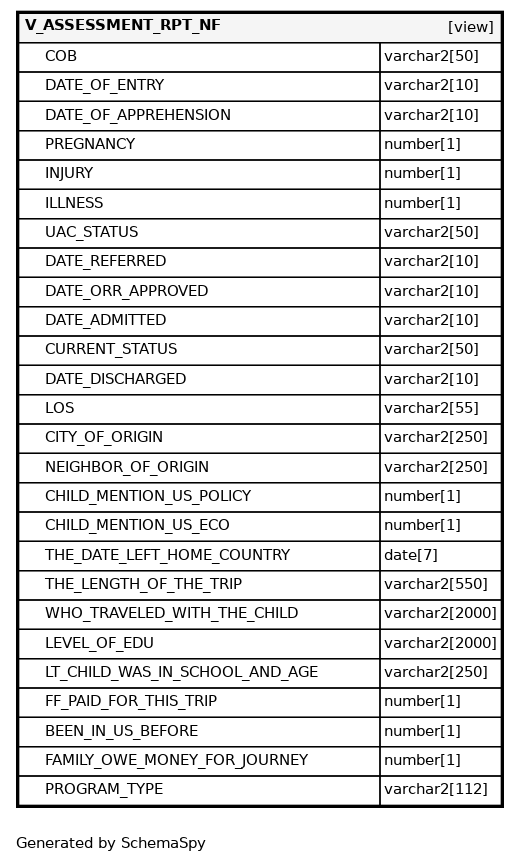 V_ASSESSMENT_RPT_NF [view]
COB varchar2[50]
DATE_OF_ENTRY varchar2[10]
DATE_OF_APPREHENSION varchar2[10]
PREGNANCY number[1]
INJURY number[1]
ILLNESS number[1]
UAC_STATUS varchar2[50]
DATE_REFERRED varchar2[10]
DATE_ORR_APPROVED varchar2[10]
DATE_ADMITTED varchar2[10]
CURRENT_STATUS varchar2[50]
DATE_DISCHARGED varchar2[10]
LOS varchar2[55]
CITY_OF_ORIGIN varchar2[250]
NEIGHBOR_OF_ORIGIN varchar2[250]
CHILD_MENTION_US_POLICY number[1]
CHILD_MENTION_US_ECO number[1]
THE_DATE_LEFT_HOME_COUNTRY date[7]
THE_LENGTH_OF_THE_TRIP varchar2[550]
WHO_TRAVELED_WITH_THE_CHILD varchar2[2000]
LEVEL_OF_EDU varchar2[2000]
LT_CHILD_WAS_IN_SCHOOL_AND_AGE varchar2[250]
FF_PAID_FOR_THIS_TRIP number[1]
BEEN_IN_US_BEFORE number[1]
FAMILY_OWE_MONEY_FOR_JOURNEY number[1]
PROGRAM_TYPE varchar2[112]
Generated by SchemaSpy